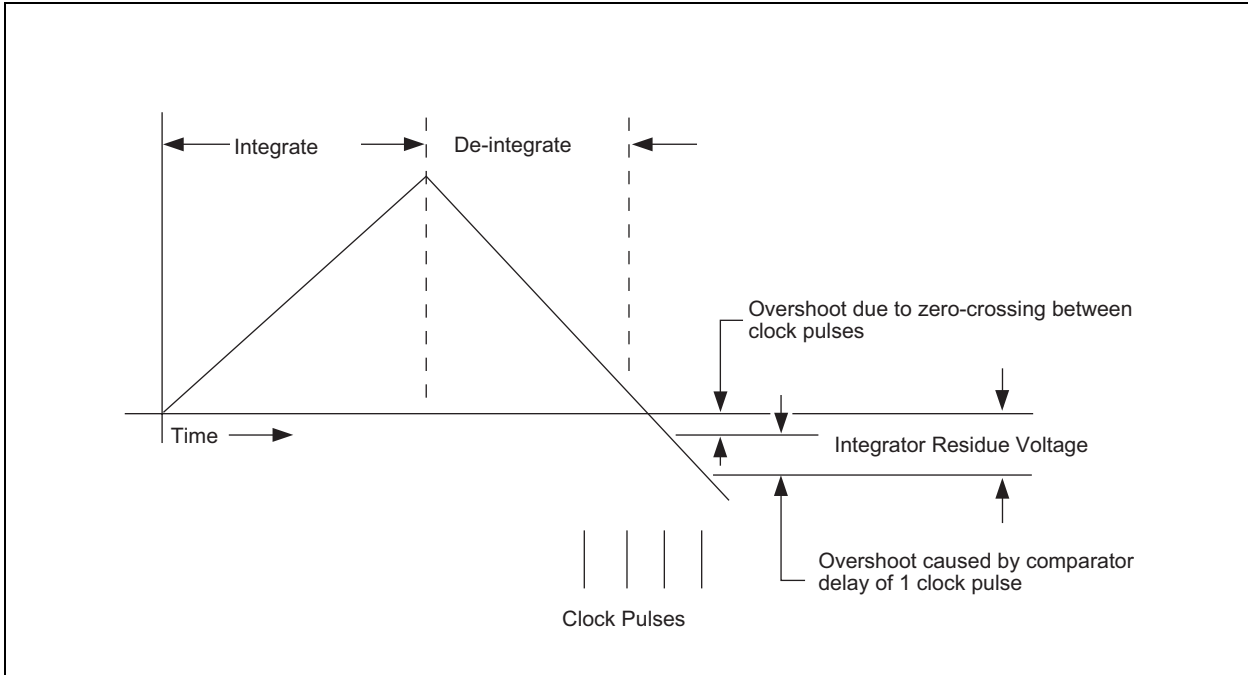 Integrate
De-integrate
Overshoot due to zero-crossing between
clock pulses
Time
Integrator Residue Voltage
Overshoot caused by comparator
delay of 1 clock pulse
Clock Pulses